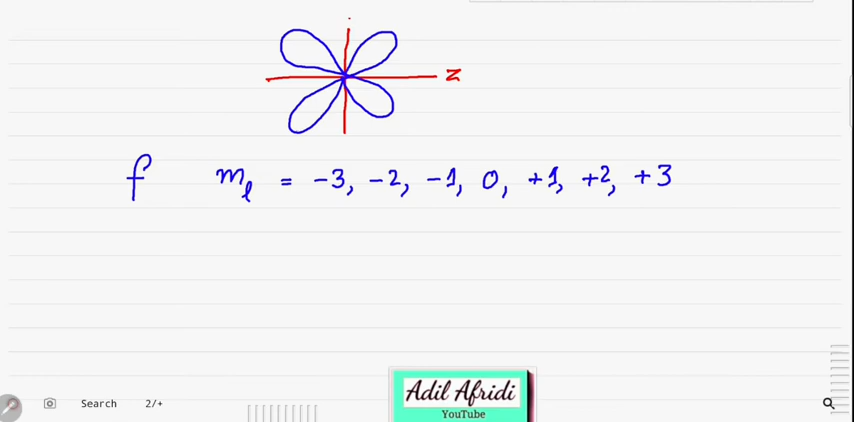 z
f m_l = -3, -2, -1, 0, +1, +2, +3
Adil Afridi
YouTube
Search 2/+